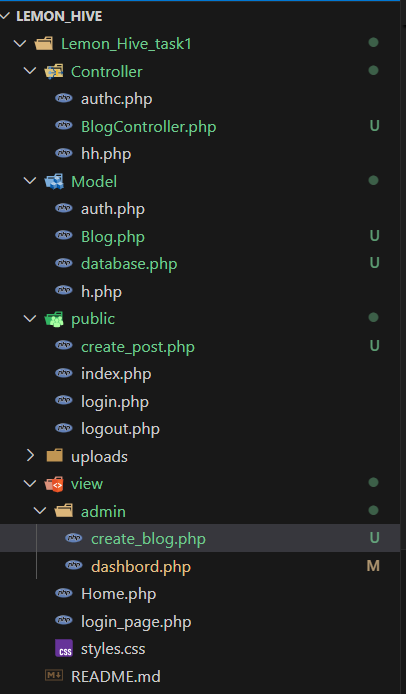 LEMON_HIVE
Lemon_Hive_task1
Controller
authc.php
BlogController.php U
hh.php
Model
auth.php
Blog.php U
database.php U
h.php
public
create_post.php U
index.php
login.php
logout.php
uploads
view
admin
create_blog.php U
dashbord.php M
Home.php
login_page.php
CSS styles.css
README.md